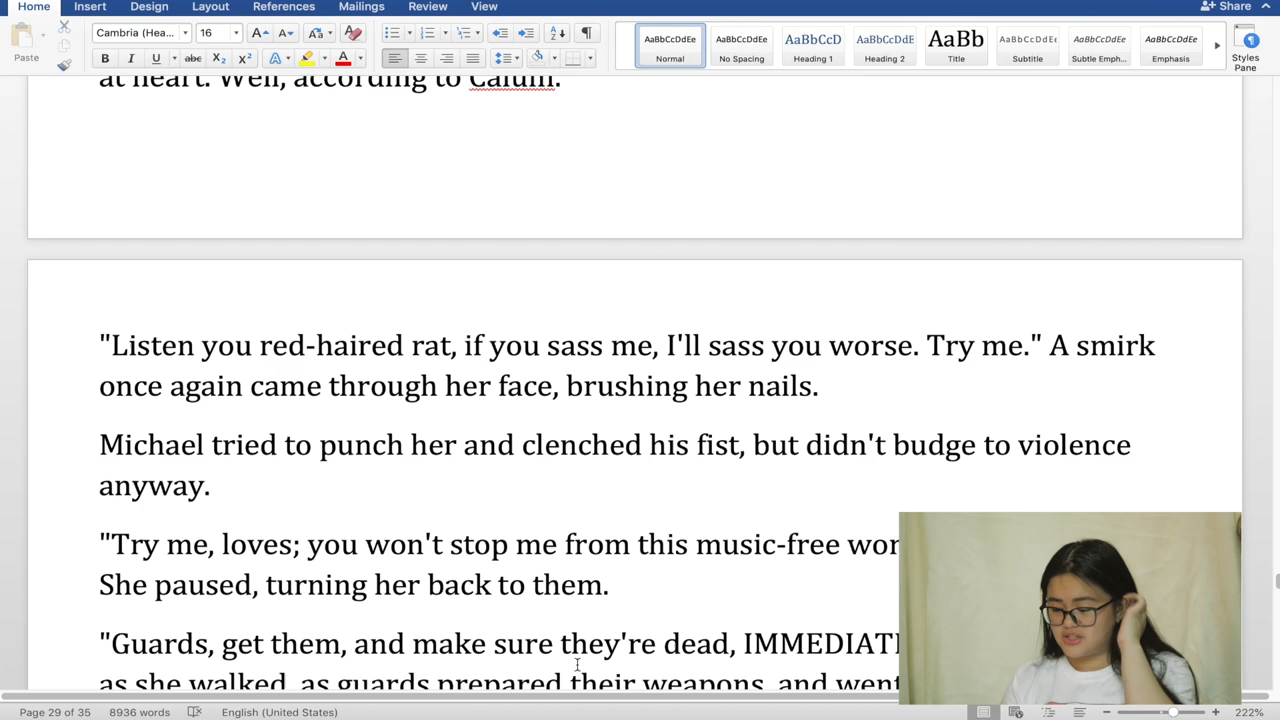 Home Insert Design Layout References Mailings Review View Share
Cambria (Hea... 16
Paste
AaBbCcDdEe AaBbCcDdEe AaBbCcD AaBbCcDdE AaBb AaBbCcDdE AaBbCcDdEe AaBbCcDdEe
Normal No Spacing Heading 1 Heading 2 Title Subtitle Subtle Emph... Emphasis Styles Pane
at heart. Well, according to Calum.
"Listen you red-haired rat, if you sass me, I'll sass you worse. Try me." A smirk
once again came through her face, brushing her nails.
Michael tried to punch her and clenched his fist, but didn't budge to violence
anyway.
"Try me, loves; you won't stop me from this music-free wor
She paused, turning her back to them.
"Guards, get them, and make sure they're dead, IMMEDIAT
as she walked, as guards prepared their weapons, and went
Page 29 of 35 8936 words English (United States) 222%